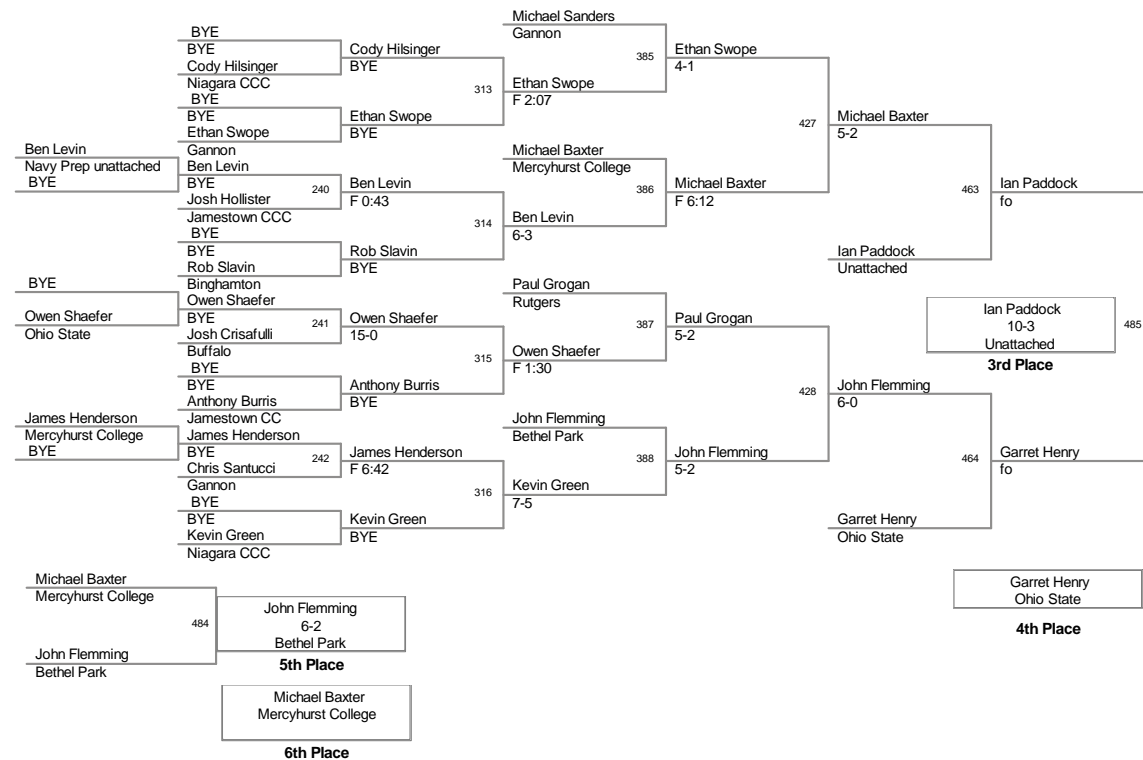 BYE
BYE
Cody Hilsinger
Niagara CCC
BYE
BYE
Ethan Swope
Gannon
Ben Levin
Navy Prep unattached
BYE
Ben Levin
BYE
Josh Hollister
Jamestown CCC
BYE
BYE
Rob Slavin
Binghamton
BYE
Owen Shaefer
Ohio State
Owen Shaefer
BYE
Josh Crisafulli
Buffalo
BYE
BYE
Anthony Burris
Jamestown CC
James Henderson
Mercyhurst College
BYE
James Henderson
BYE
Chris Santucci
Gannon
BYE
BYE
Kevin Green
Niagara CCC
Cody Hilsinger
BYE
313
Ethan Swope
BYE
240
Ben Levin
F 0:43
314
Rob Slavin
BYE
241
Owen Shaefer
15-0
315
Anthony Burris
BYE
242
James Henderson
F 6:42
316
Kevin Green
BYE
Michael Sanders
Gannon
385
Ethan Swope
F 2:07
Michael Baxter
Mercyhurst College
386
Ben Levin
6-3
Paul Grogan
Rutgers
387
Owen Shaefer
F 1:30
John Flemming
Bethel Park
388
Kevin Green
7-5
Ethan Swope
4-1
427
Michael Baxter
F 6:12
Paul Grogan
5-2
428
John Flemming
5-2
Michael Baxter
5-2
463
Ian Paddock
Unattached
John Flemming
6-0
464
Garret Henry
Ohio State
Ian Paddock
fo
Ian Paddock
10-3
Unattached
485
3rd Place
Garret Henry
fo
Garret Henry
Ohio State
4th Place
Michael Baxter
Mercyhurst College
484
John Flemming
Bethel Park
John Flemming
6-2
Bethel Park
5th Place
Michael Baxter
Mercyhurst College
6th Place